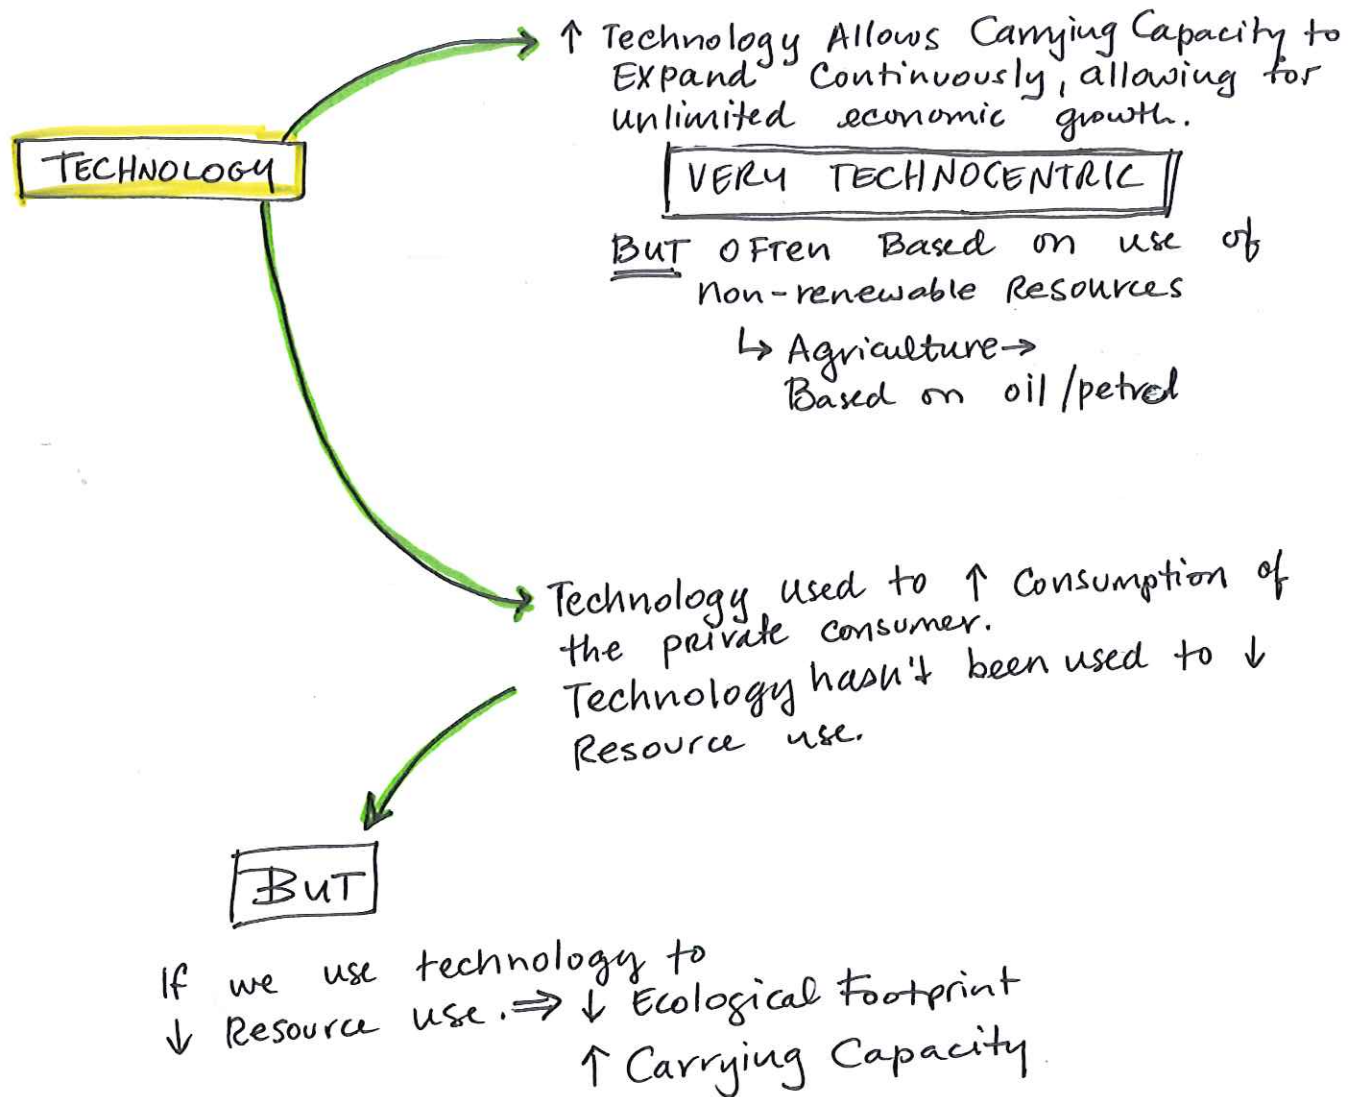 TECHNOLOGY
↑ Technology Allows Carrying Capacity to
Expand Continuously, allowing for
unlimited economic growth.
VERY TECHNOCENTRIC
BUT OFten Based on use of
non-renewable Resources
↳ Agriculture →
Based on oil/petrol
Technology used to ↑ Consumption of
the private consumer.
Technology hasn't been used to ↓
Resource use.
BUT
If we use technology to
↓ Resource use. ⇒ ↓ Ecological Footprint
↑ Carrying Capacity